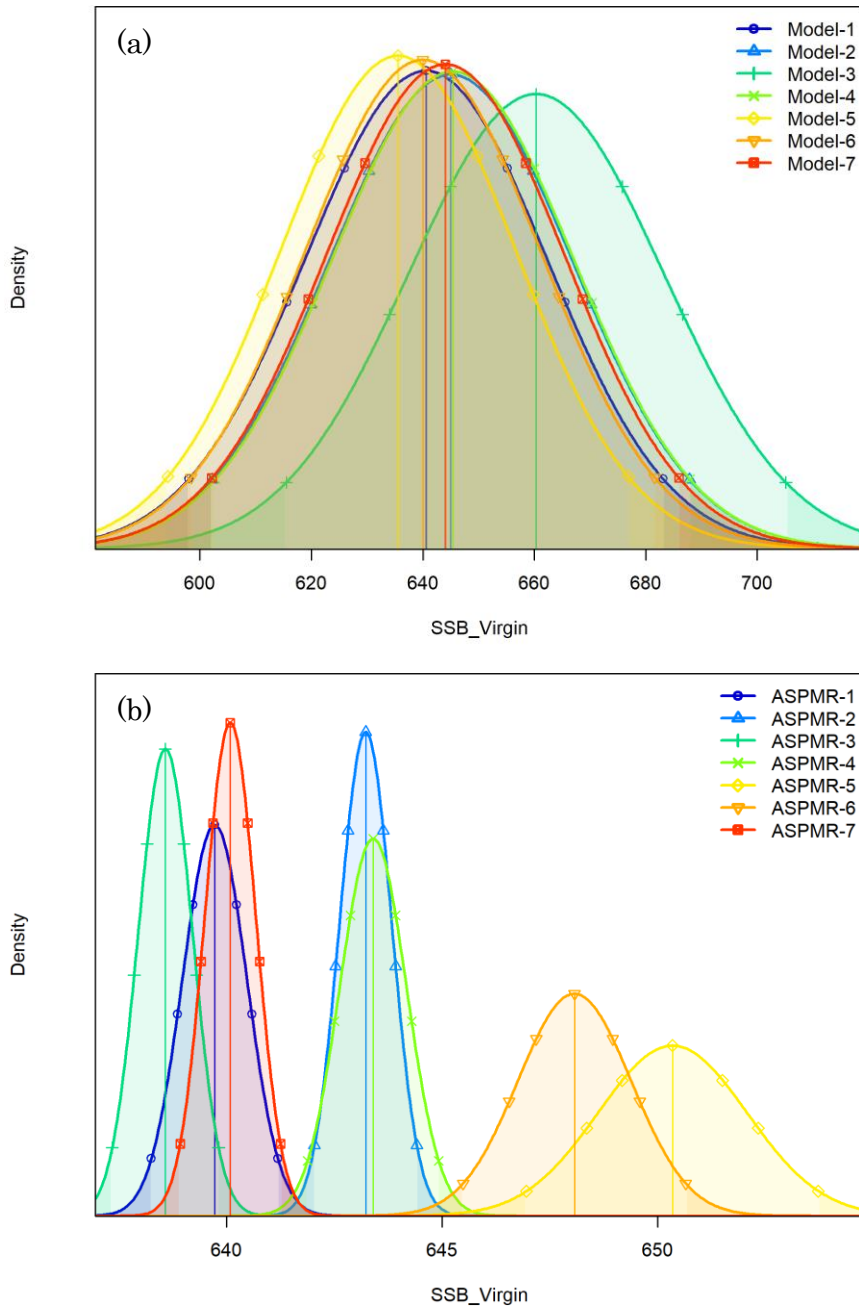 (a)
Model-1
Model-2
Model-3
Model-4
Model-5
Model-6
Model-7
Density
600 620 640 660 680 700
SSB_Virgin
(b)
ASPMR-1
ASPMR-2
ASPMR-3
ASPMR-4
ASPMR-5
ASPMR-6
ASPMR-7
Density
640 645 650
SSB_Virgin